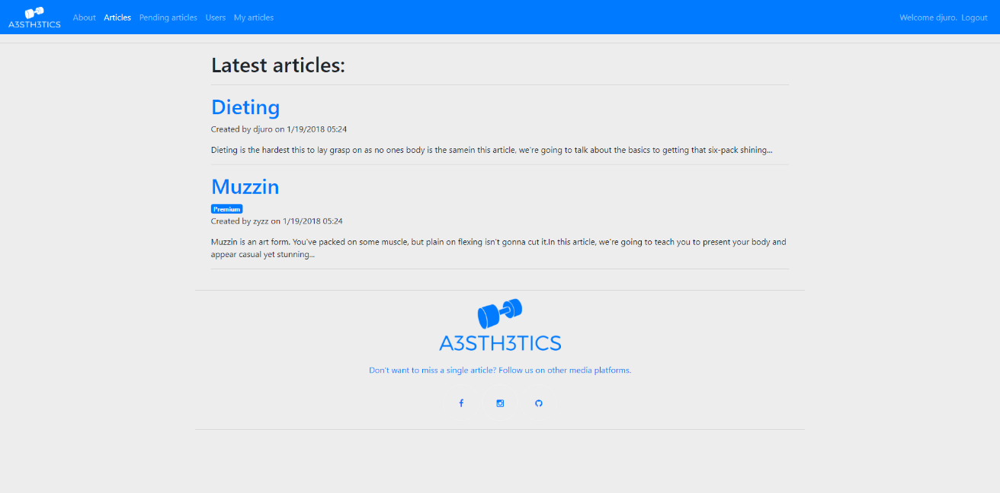 A3STH3TICS About Articles Pending articles Users My articles Welcome djuro. Logout
Latest articles:
Dieting
Created by djuro on 1/19/2018 05:24
Dieting is the hardest this to lay grasp on as no ones body is the samein this article, we're going to talk about the basics to getting that six-pack shining...
Muzzin
Premium
Created by zyzz on 1/19/2018 05:24
Muzzin is an art form. You've packed on some muscle, but plain on flexing isn't gonna cut it.In this article, we're going to teach you to present your body and
appear casual yet stunning...
A3STH3TICS
Don't want to miss a single article? Follow us on other media platforms.